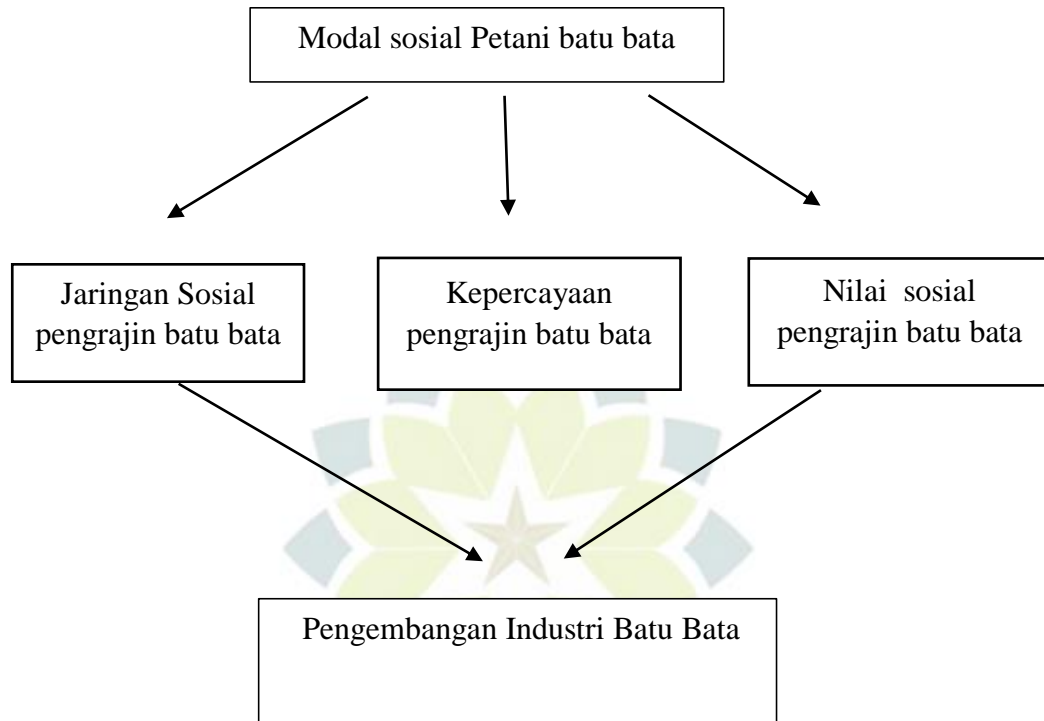 Modal sosial Petani batu bata
Jaringan Sosial
pengrajin batu bata
Kepercayaan
pengrajin batu bata
Nilai sosial
pengrajin batu bata
Pengembangan Industri Batu Bata